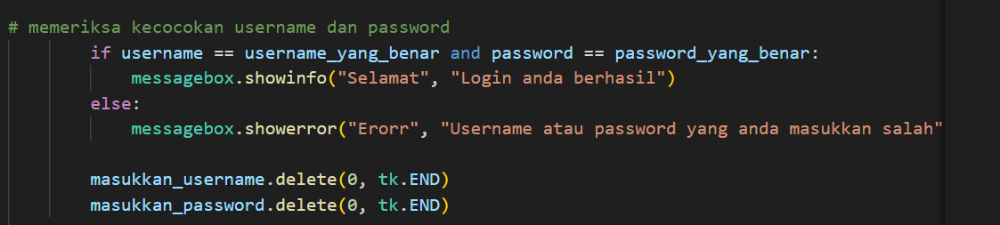 # memeriksa kecocokan username dan password
if username == username_yang_benar and password == password_yang_benar:
messagebox.showinfo("Selamat", "Login anda berhasil")
else:
messagebox.showerror("Erorr", "Username atau password yang anda masukkan salah"
masukkan_username.delete(0, tk.END)
masukkan_password.delete(0, tk.END)